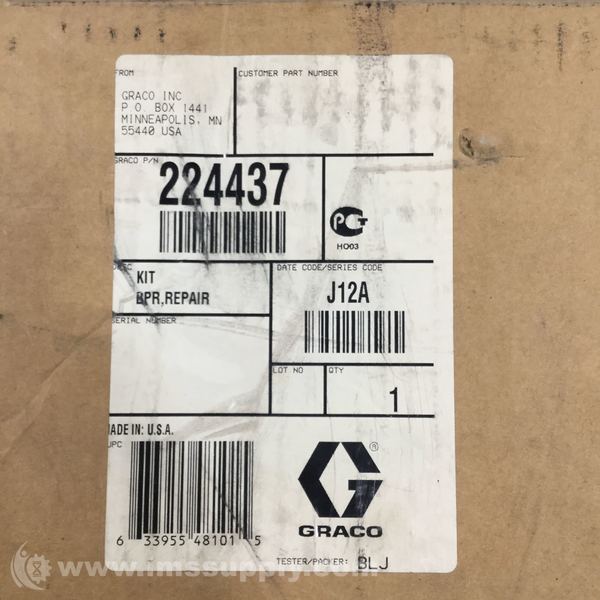 FROM
GRACO INC
P O. BOX 1441
MINNEAPOLIS, MN
55440 USA
CUSTOMER PART NUMBER
GRACO P/N
224437
РСТ
HO03
DESC
KIT
BPR,REPAIR
DATE CODE/SERIES CODE
J12A
SERIAL NUMBER
LOT NO
QTY
1
MADE IN: U.S.A.
UPC
6 33955 48101 5
®
GRACO
TESTER/PACKER: BLJ
© www.imssupply.com